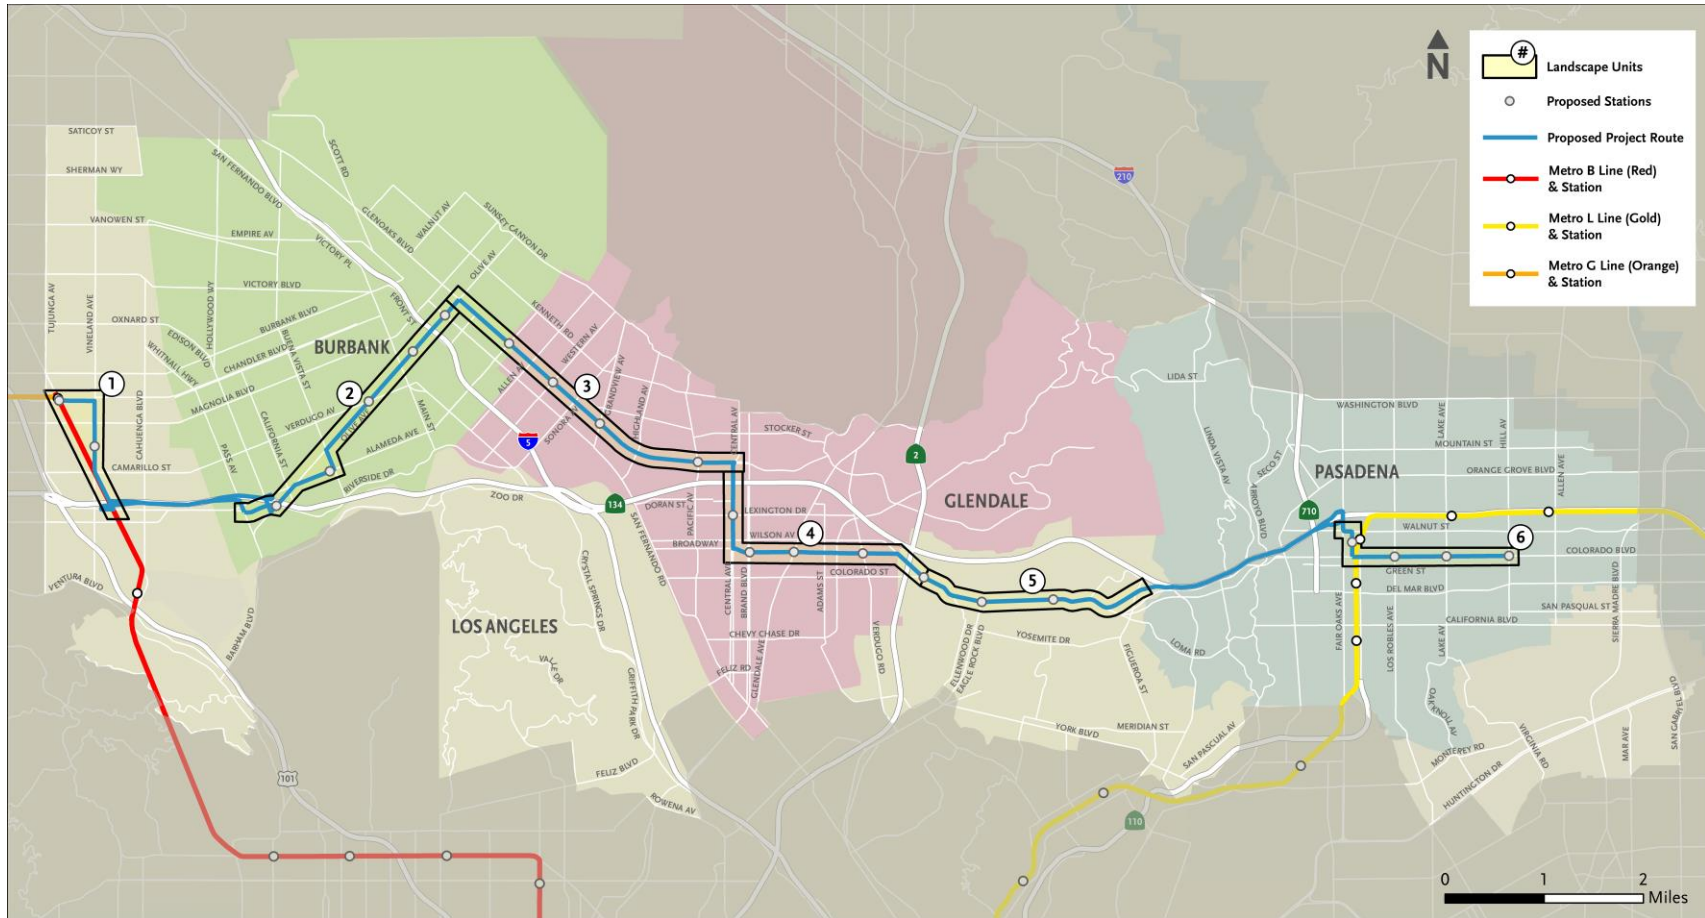 N
#
Landscape Units
Proposed Stations
Proposed Project Route
Metro B Line (Red)
& Station
Metro L Line (Gold)
& Station
Metro G Line (Orange)
& Station
SATICOY ST
SHERMAN WY
VANOWEN ST
EMPIRE AV
VICTORY BLVD
OXNARD ST
TUJUNGA AV
VINELAND AVE
CAHUENGA BLVD
CAMARILLO ST
EDISON BLVD
WHITNALL HWY
HOLLYWOOD WY
BURBANK BLVD
BUENA VISTA ST
CHANDLER BLVD
MAGNOLIA BLVD
VERDUGO AV
CALIFORNIA ST
PASS AV
OLIVE AV
ALAMEDA AVE
MAIN ST
RIVERSIDE DR
SAN FERNANDO BLVD
SCOTT RD
VICTORY PL
FRONT ST
GLENOAKS BLVD
WALNUT AV
OLIVE AV
SUNSET CANYON DR
BURBANK
1
2
3
4
5
6
KENNETH RD
WESTERN AV
ALLEN AV
SONORA AV
GRANDVIEW AV
HIGHLAND AV
CENTRAL AV
STOCKER ST
5
134
2
210
710
101
110
ZOO DR
DORAN ST
PACIFIC AV
LEXINGTON DR
WILSON AV
BROADWAY
COLORADO ST
SAN FERNANDO RD
CRYSTAL SPRINGS DR
CENTRAL AVE
BRAND BLVD
ADAMS ST
CHEVY CHASE DR
GLENDALE AVE
VERDUGO RD
FELIZ RD
GRIFFITH PARK DR
VALLE DR
LOS ANGELES
GLENDALE
PASADENA
VENTURA BLVD
BARHAM BLVD
FELIZ BLVD
ROWENA AV
ELLENWOOD DR
EAGLE ROCK BLVD
YOSEMITE DR
FIGUEROA ST
YORK BLVD
MERIDIAN ST
SAN PASCUAL AV
LOMA RD
LIDA ST
LINDA VISTA AV
ARROYO BLVD
SECO ST
WASHINGTON BLVD
LAKE AVE
MOUNTAIN ST
HILL AV
ORANGE GROVE BLVD
ALLEN AV
WALNUT ST
COLORADO BLVD
GREEN ST
DEL MAR BLVD
SAN PASQUAL ST
CALIFORNIA BLVD
FAIR OAKS AVE
LOS ROBLES AVE
LAKE AV
SIERRA MADRE BLVD
OAK KNOLL AV
MONTEREY RD
HUNTINGTON DR
VIRGINIA RD
MAR AVE
SAN GABRIEL BLVD
0
1
2
Miles